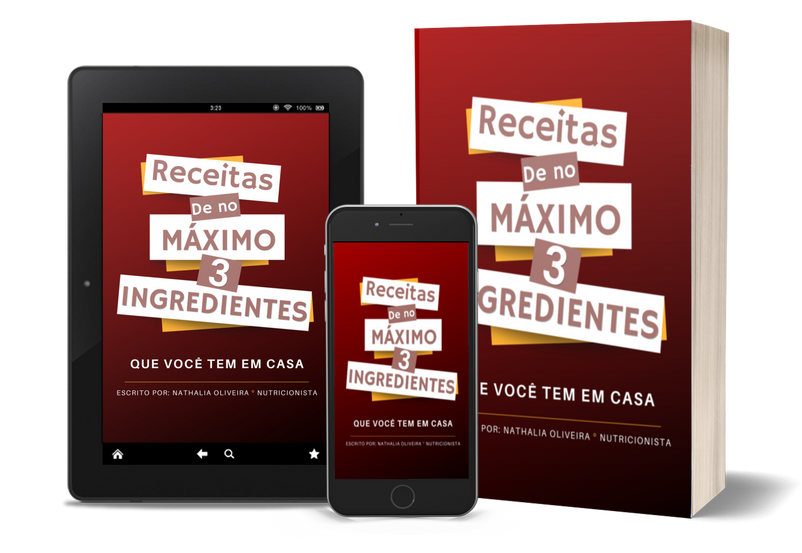 3:23 100%
Receitas
De no
MÁXIMO
3
INGREDIENTES
QUE VOCÊ TEM EM CASA
ESCRITO POR: NATHALIA OLIVEIRA * NUTRICIONISTA
Receitas
De no
MÁXIMO
3
INGREDIENTES
QUE VOCÊ TEM EM CASA
ESCRITO POR: NATHALIA OLIVEIRA * NUTRICIONISTA
Receitas
De no
MÁXIMO
3
GREDIENTES
E VOCÊ TEM EM CASA
POR: NATHALIA OLIVEIRA * NUTRICIONISTA